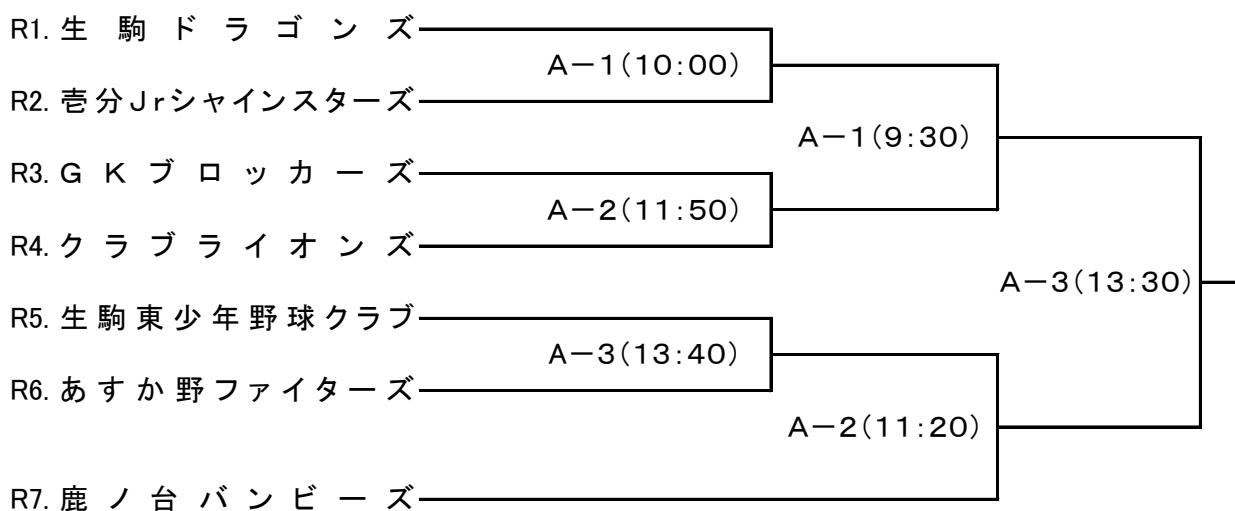 R1. 生駒ドラゴンズ
A－1(10:00)
R2. 壱分Jrシャインスターズ
A－1(9:30)
R3. GKブロッカーズ
A－2(11:50)
R4. クラブライオンズ
A－3(13:30)
R5. 生駒東少年野球クラブ
A－3(13:40)
R6. あすか野ファイターズ
A－2(11:20)
R7. 鹿ノ台バンビーズ